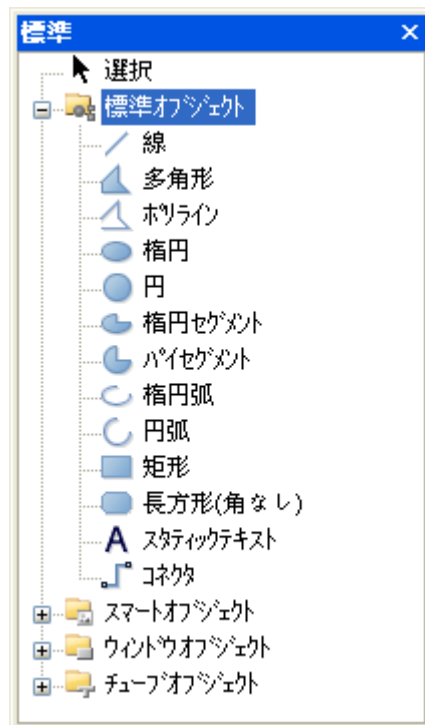 標準
選択
標準ｵﾌﾞｼﾞｪｸﾄ
線
多角形
ﾎﾟﾘﾗｲﾝ
楕円
円
楕円ｾｸﾞﾒﾝﾄ
ﾊﾟｲｾｸﾞﾒﾝﾄ
楕円弧
円弧
矩形
長方形(角なし)
ｽﾀﾃｨｯｸﾃｷｽﾄ
ｺﾈｸﾀ
ｽﾏｰﾄｵﾌﾞｼﾞｪｸﾄ
ｳｨﾝﾄﾞｳｵﾌﾞｼﾞｪｸﾄ
ﾁｭｰﾌﾞｵﾌﾞｼﾞｪｸﾄ